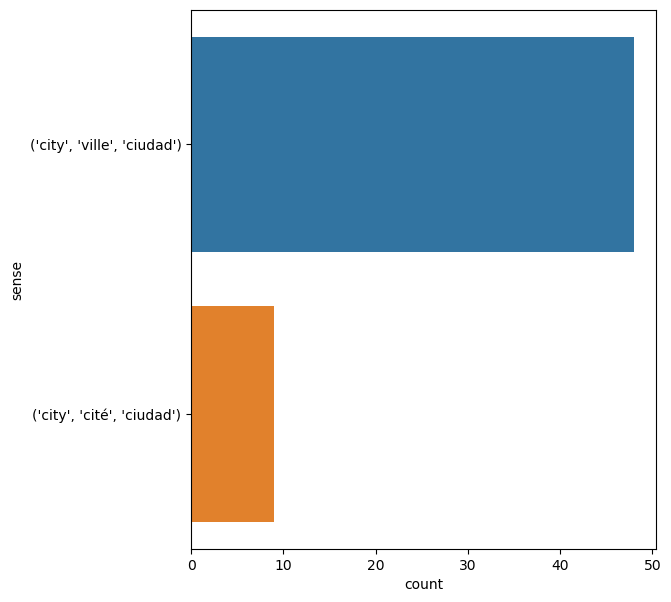 ('city', 'ville', 'ciudad')
sense
('city', 'cité', 'ciudad')
0 10 20 30 40 50
count